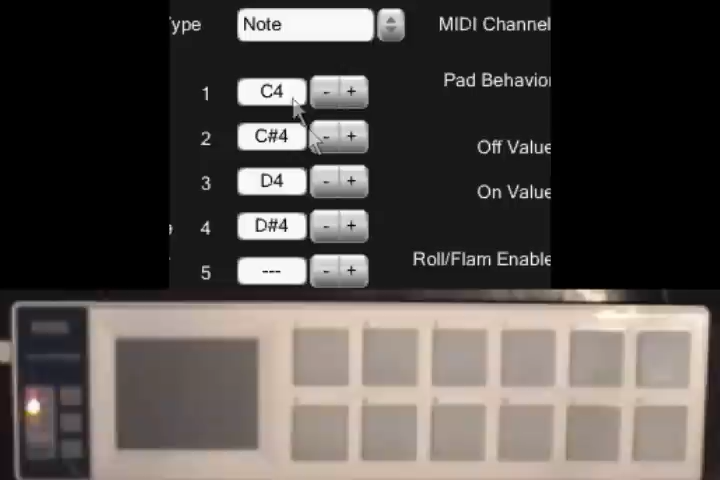 ype Note MIDI Channel
1 C4 - + Pad Behavior
2 C#4 - + Off Value
3 D4 - + On Value
4 D#4 - +
5 --- - + Roll/Flam Enable